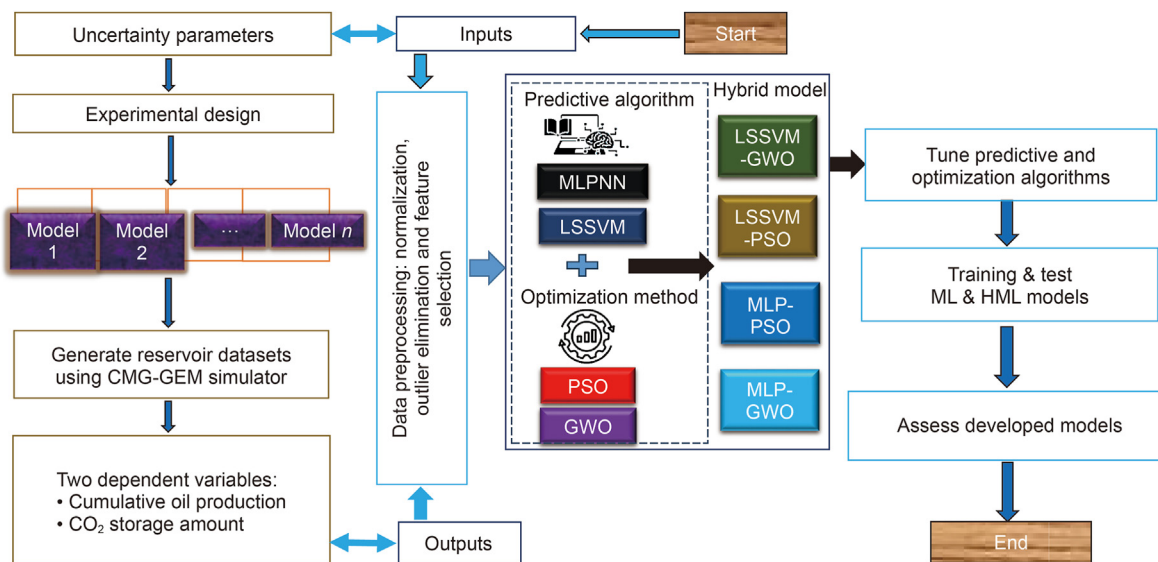 Uncertainty parameters
Inputs
Start
Experimental design
Model
1
Model
2
...
Model n
Generate reservoir datasets
using CMG-GEM simulator
Two dependent variables:
• Cumulative oil production
• CO₂ storage amount
Outputs
Data preprocessing: normalization,
outlier elimination and feature
selection
Predictive algorithm
MLPNN
LSSVM
+
Optimization method
PSO
GWO
Hybrid model
LSSVM
-GWO
LSSVM
-PSO
MLP-
PSO
MLP-
GWO
Tune predictive and
optimization algorithms
Training & test
ML & HML models
Assess developed models
End